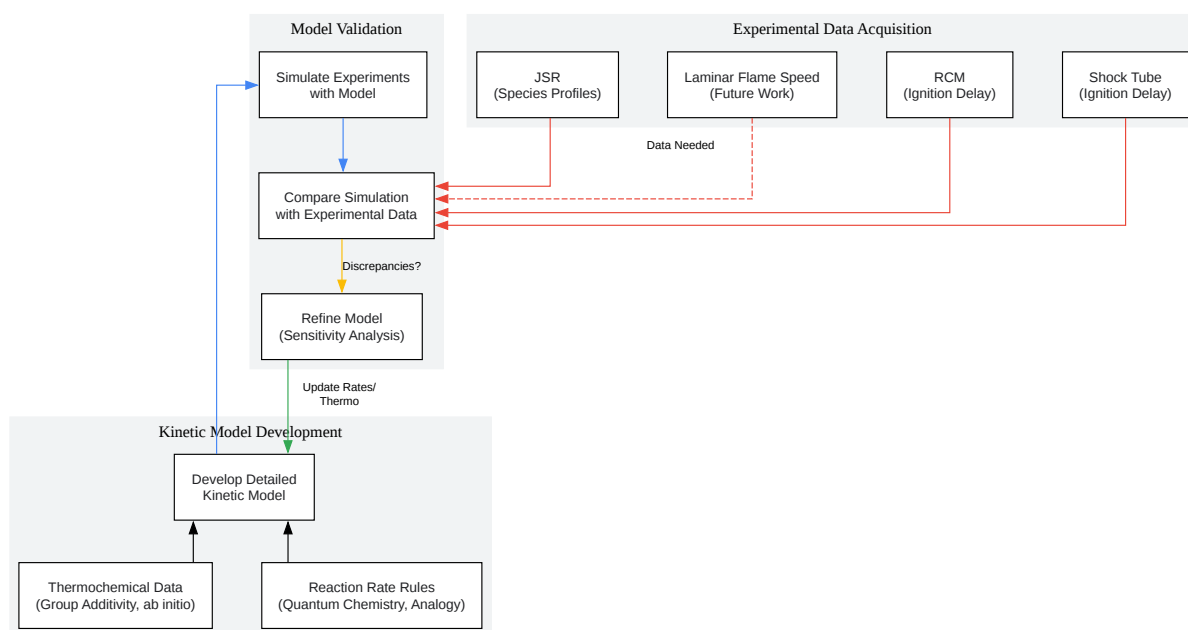 Model Validation
Experimental Data Acquisition
Simulate Experiments
with Model
JSR
(Species Profiles)
Laminar Flame Speed
(Future Work)
RCM
(Ignition Delay)
Shock Tube
(Ignition Delay)
Data Needed
Compare Simulation
with Experimental Data
Discrepancies?
Refine Model
(Sensitivity Analysis)
Update Rates/
Thermo
Kinetic Model Development
Develop Detailed
Kinetic Model
Thermochemical Data
(Group Additivity, ab initio)
Reaction Rate Rules
(Quantum Chemistry, Analogy)